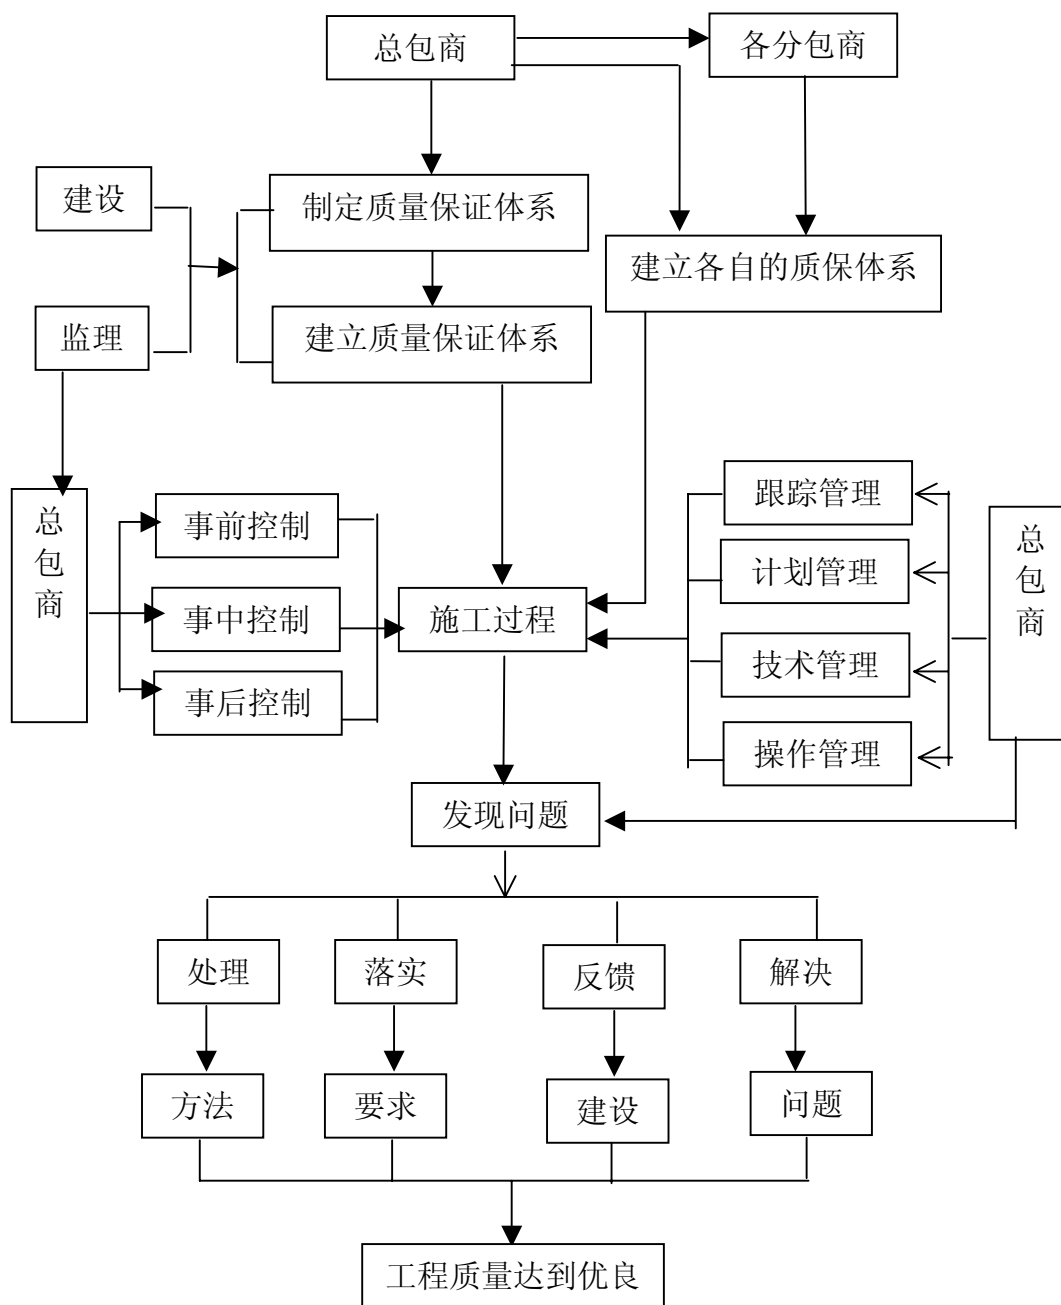 总包商
各分包商
建设
制定质量保证体系
建立各自的质保体系
监理
建立质量保证体系
总
包
商
事前控制
事中控制
事后控制
施工过程
跟踪管理
计划管理
技术管理
操作管理
总
包
商
发现问题
处理
落实
反馈
解决
方法
要求
建设
问题
工程质量达到优良